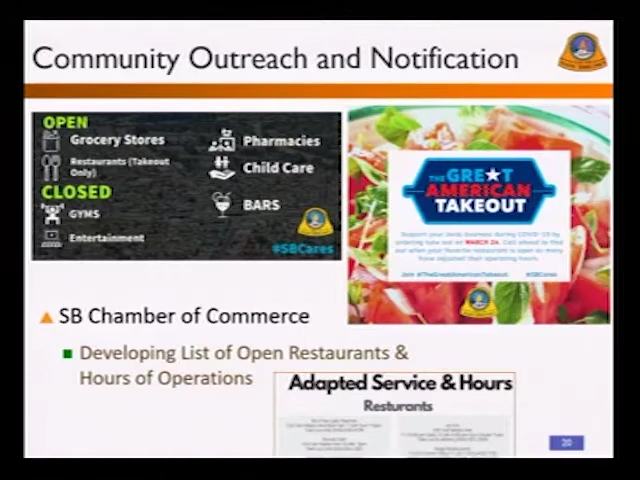 Community Outreach and Notification
OPEN
Grocery Stores
Restaurants (Takeout
Only)
Pharmacies
Child Care
CLOSED
GYMS
Entertainment
BARS
#SBCares
THE GREAT
AMERICAN
TAKEOUT
Support your local business during COVID-19 by
ordering take out on MARCH 24. Call ahead to find
out when your favorite restaurant is open as many
have adjusted their operating hours.
Join #TheGreatAmericanTakeout #SBCares
SB Chamber of Commerce
Developing List of Open Restaurants &
Hours of Operations
Adapted Service & Hours
Resturants
20